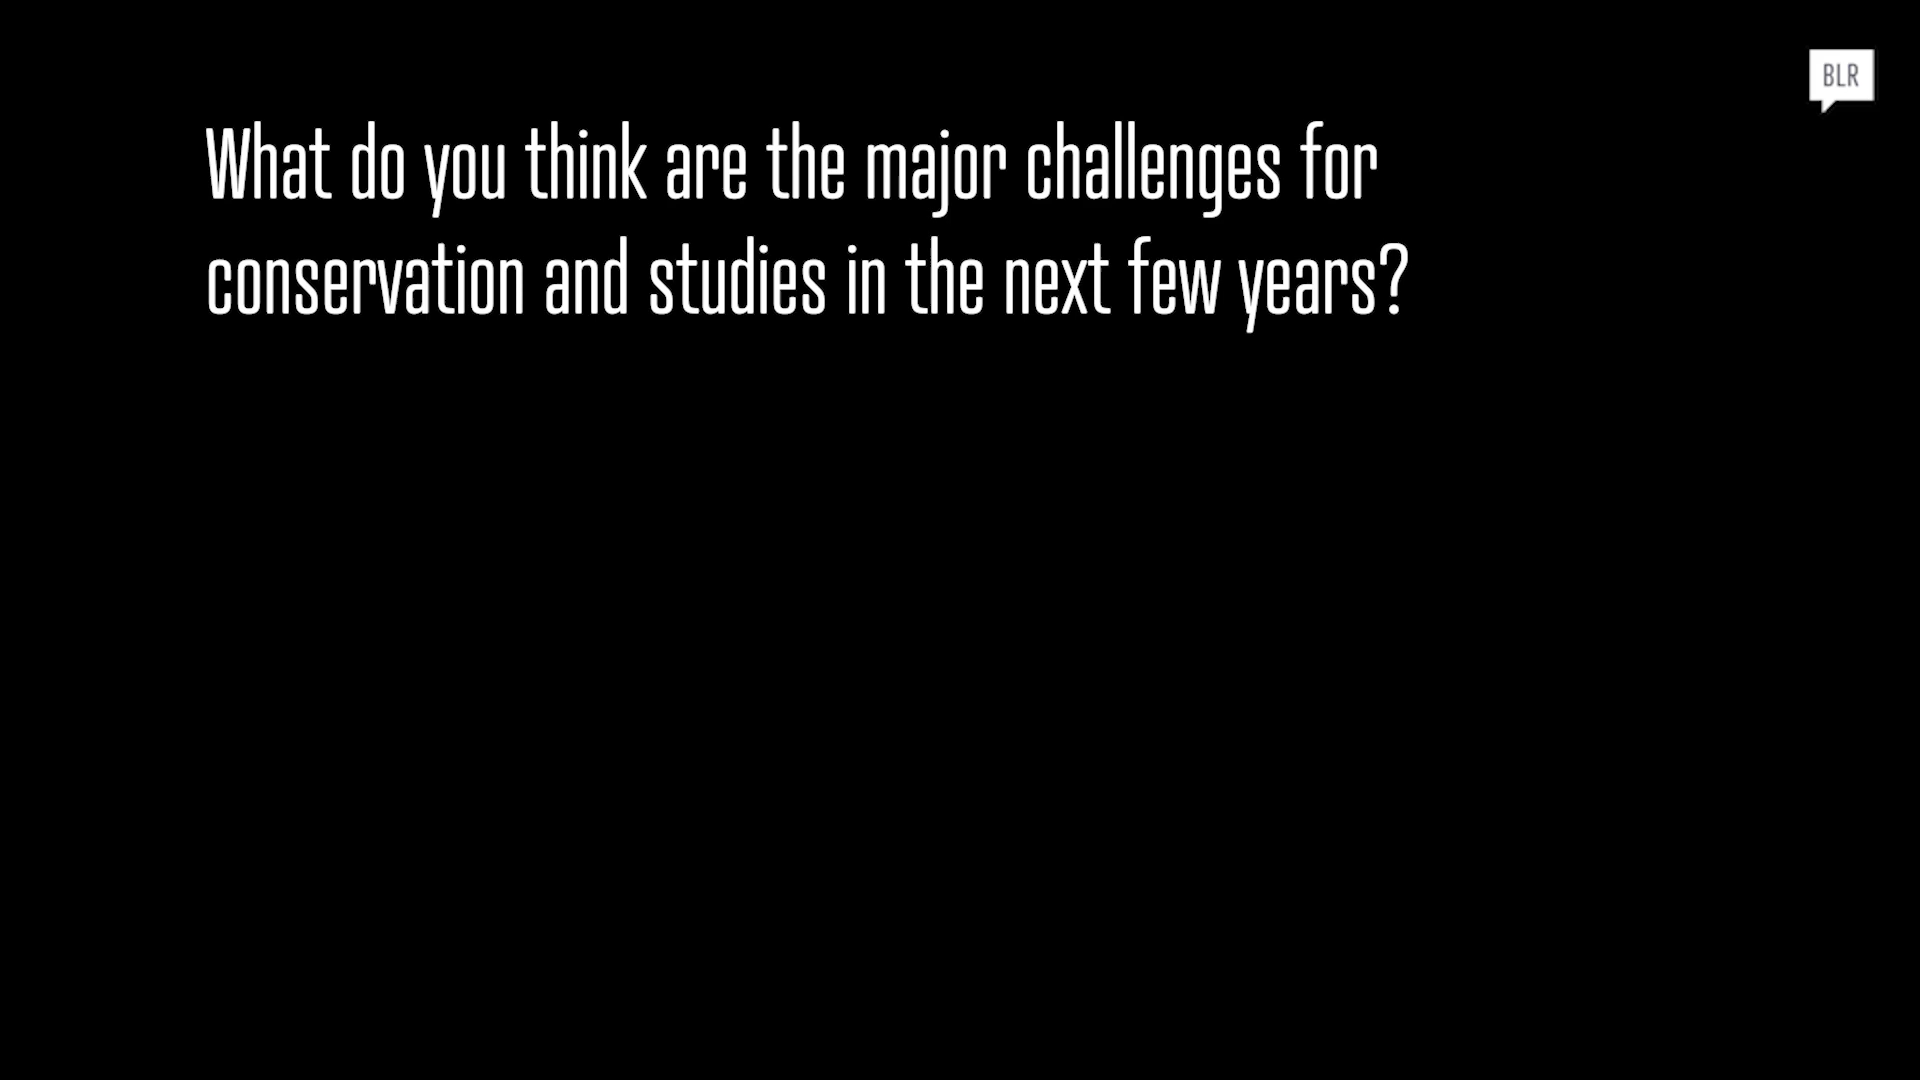 BLR
What do you think are the major challenges for
conservation and studies in the next few years?